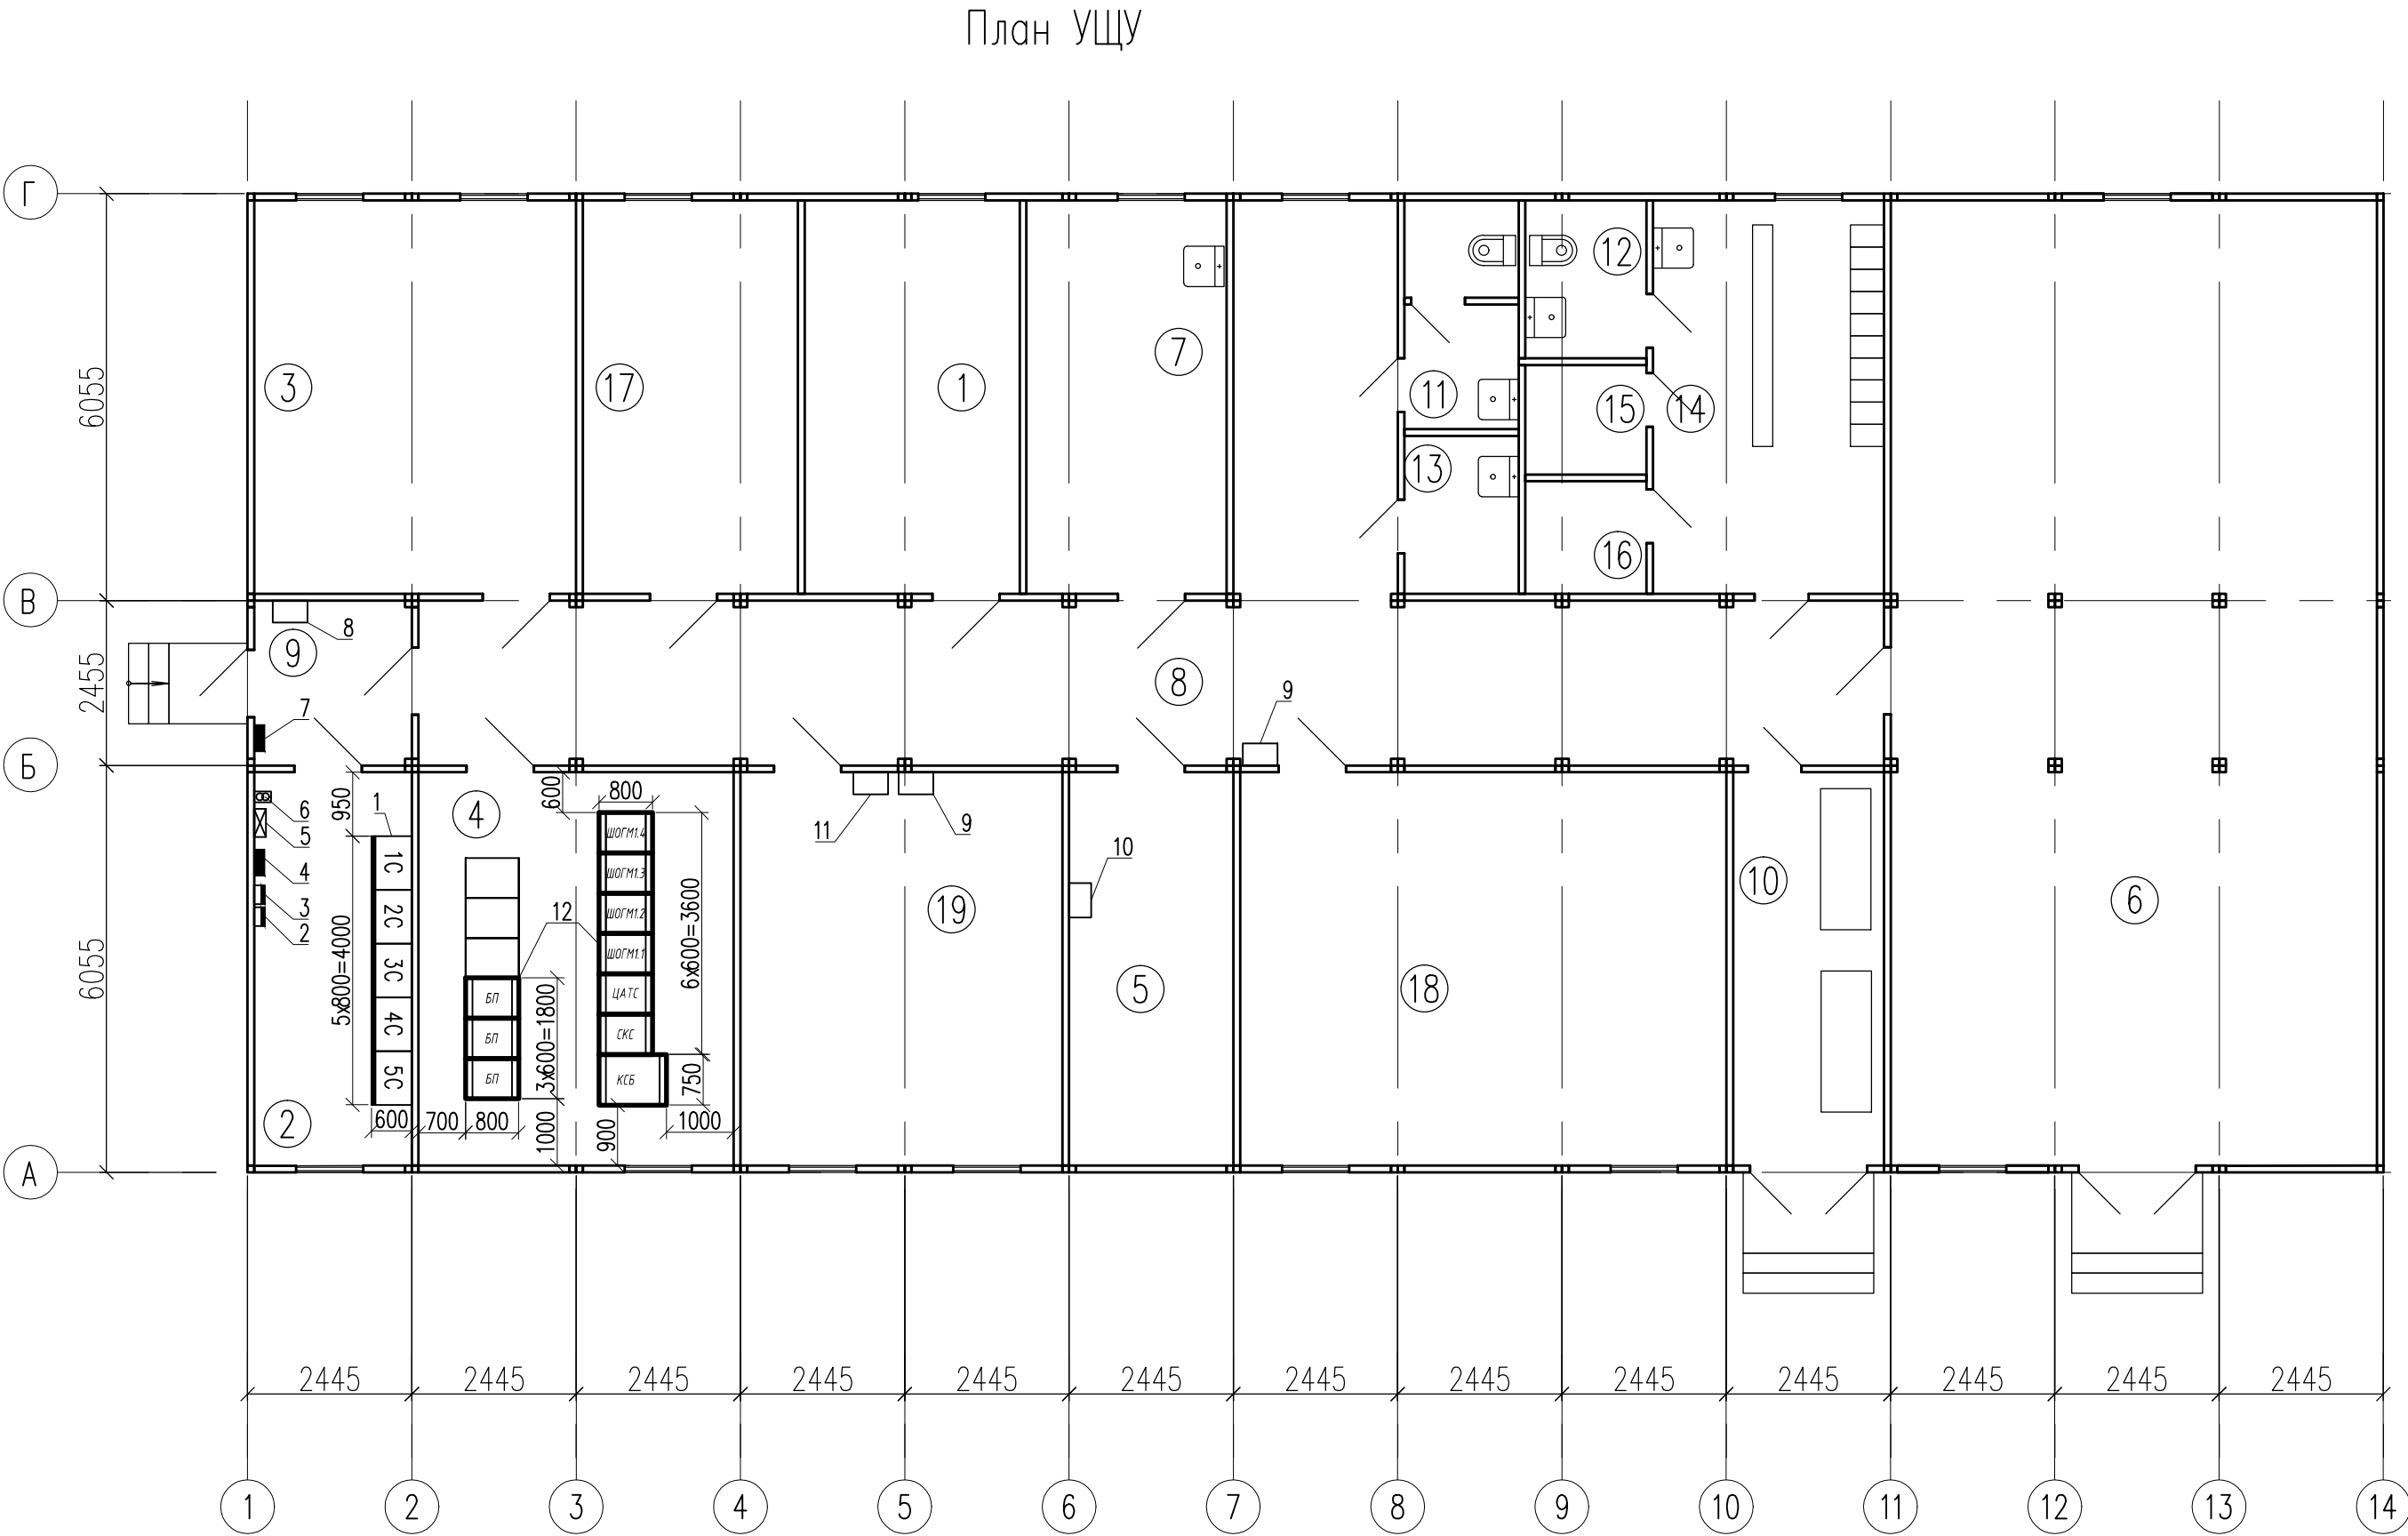 План УЩУ
Г
В
Б
А
6055
2455
6055
3
17
1
7
11
12
13
14
15
16
9
8
8
7
9
6
5
4
3
2
950
1
4
600
800
11
9
10
12
19
5
18
10
6
2
1С
2С
3С
4С
5С
5х800=4000
600
700
800
БП
БП
БП
3х600=1800
1000
ШОГМ1.4
ШОГМ1.3
ШОГМ1.2
ШОГМ1.1
ЦАТС
СКС
КСБ
6х600=3600
750
900
1000
2445 2445 2445 2445 2445 2445 2445 2445 2445 2445 2445 2445 2445
1 2 3 4 5 6 7 8 9 10 11 12 13 14